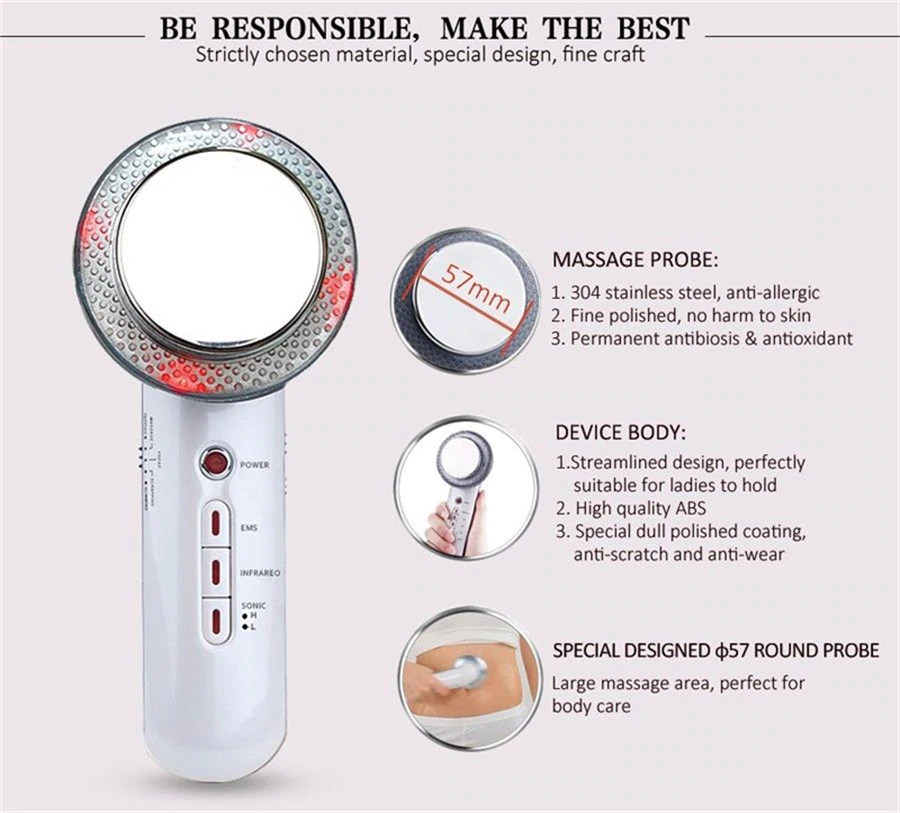 BE RESPONSIBLE, MAKE THE BEST
Strictly chosen material, special design, fine craft
57mm
MASSAGE PROBE:
1. 304 stainless steel, anti-allergic
2. Fine polished, no harm to skin
3. Permanent antibiosis & antioxidant
POWER
EMS
INFRAREO
SONIC
H
L
DEVICE BODY:
1.Streamlined design, perfectly
suitable for ladies to hold
2. High quality ABS
3. Special dull polished coating,
anti-scratch and anti-wear
SPECIAL DESIGNED ф57 ROUND PROBE
Large massage area, perfect for
body care